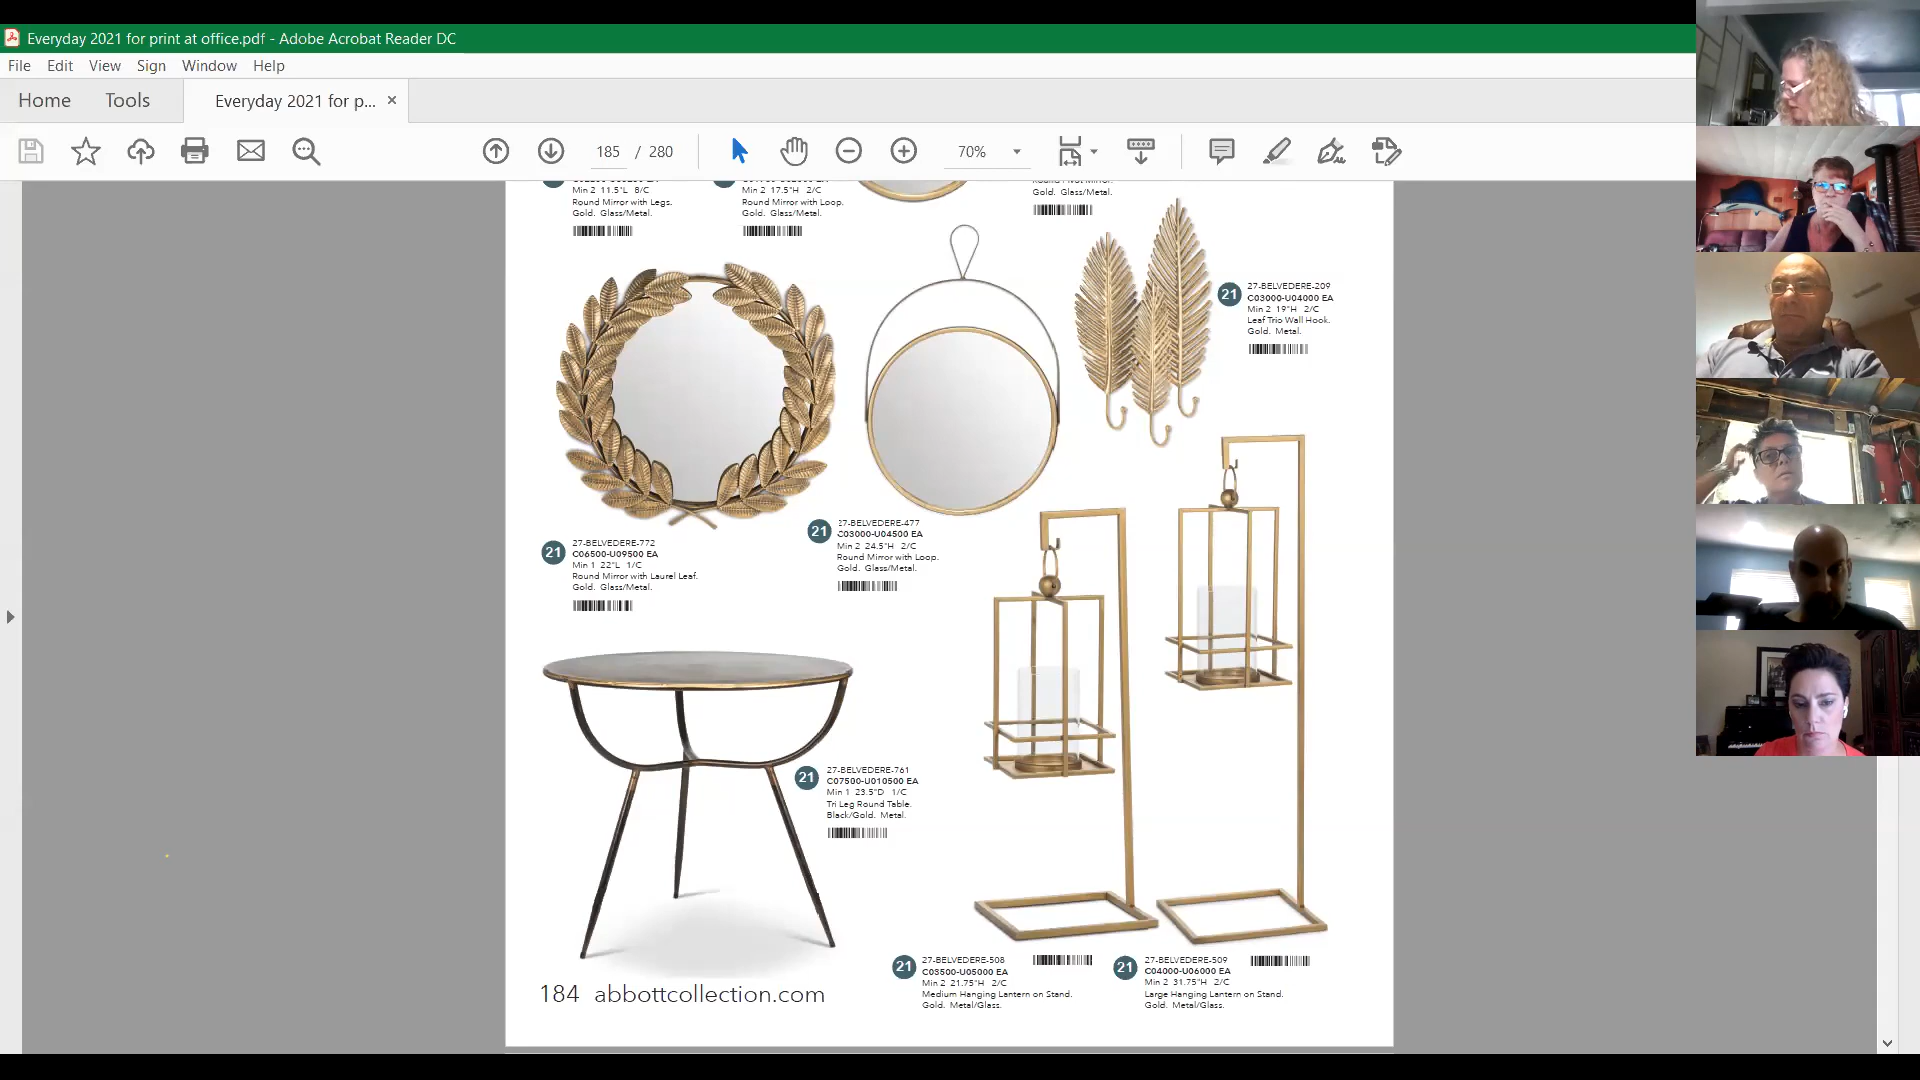 Everyday 2021 for print at office.pdf - Adobe Acrobat Reader DC
File Edit View Sign Window Help
Home Tools Everyday 2021 for p... ×
185 / 280 70%
Min 2 11.5"L 8/C
Round Mirror with Legs.
Gold. Glass/Metal.
Min 2 17.5"H 2/C
Round Mirror with Loop.
Gold. Glass/Metal.
Round Pivot Mirror.
Gold. Glass/Metal.
21
27-BELVEDERE-209
C03000-U04000 EA
Min 2 19"H 2/C
Leaf Trio Wall Hook.
Gold. Metal.
21
27-BELVEDERE-772
C06500-U09500 EA
Min 1 22"L 1/C
Round Mirror with Laurel Leaf.
Gold. Glass/Metal.
21
27-BELVEDERE-477
C03000-U04500 EA
Min 2 24.5"H 2/C
Round Mirror with Loop.
Gold. Glass/Metal.
21
27-BELVEDERE-761
C07500-U010500 EA
Min 1 23.5"D 1/C
Tri Leg Round Table.
Black/Gold. Metal.
21
27-BELVEDERE-508
C03500-U05000 EA
Min 2 21.75"H 2/C
Medium Hanging Lantern on Stand.
Gold. Metal/Glass.
21
27-BELVEDERE-509
C04000-U06000 EA
Min 2 31.75"H 2/C
Large Hanging Lantern on Stand.
Gold. Metal/Glass.
184 abbottcollection.com